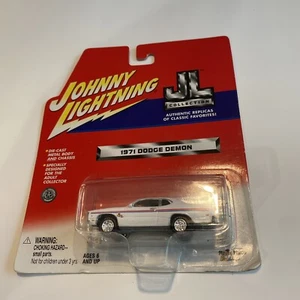 JOHNNY
LIGHTNING
JL
COLLECTION
AUTHENTIC REPLICAS
OF CLASSIC FAVORITES!
• DIE-CAST
METAL BODY
AND CHASSIS
• SPECIALLY
DESIGNED
FOR THE
ADULT
COLLECTOR
1971 DODGE DEMON
WARNING:
CHOKING HAZARD-
small parts.
Not for children under 3 yrs.
AGES 6
AND UP